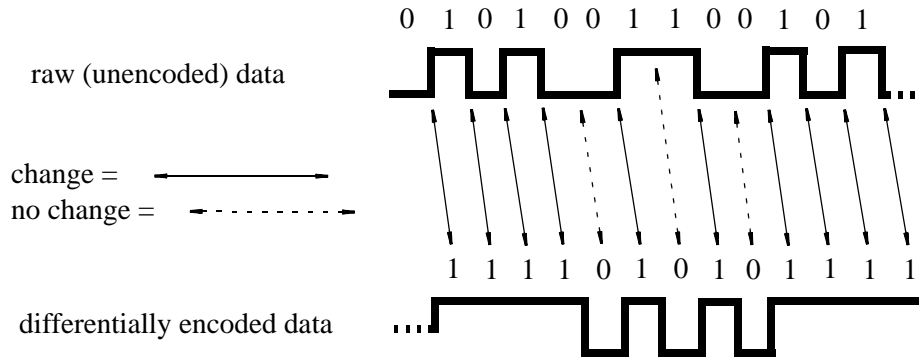 0 1 0 1 0 0 1 1 0 0 1 0 1
raw (unencoded) data
change =
no change =
1 1 1 1 0 1 0 1 0 1 1 1 1
differentially encoded data